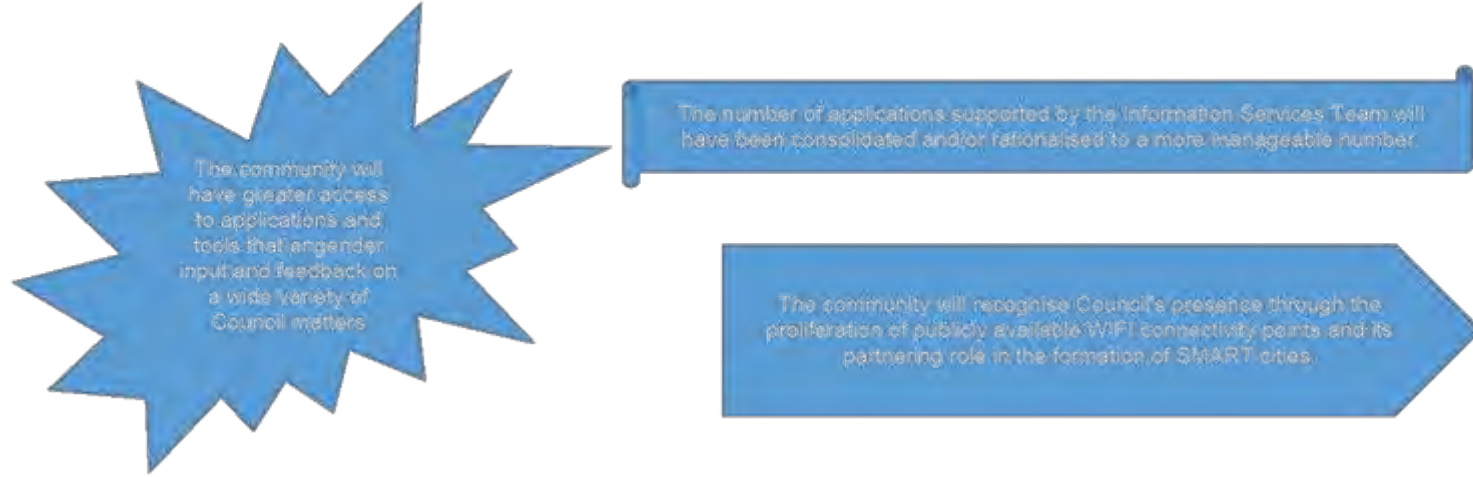 The community will
have greater access
to applications and
tools that engender
input and feedback on
a wide variety of
Council matters
The number of applications supported by the Information Services Team will
have been consolidated and/or rationalised to a more manageable number.
The community will recognise Council's presence through the
proliferation of publicly available WIFI connectivity points and its
partnering role in the formation of SMART cities.